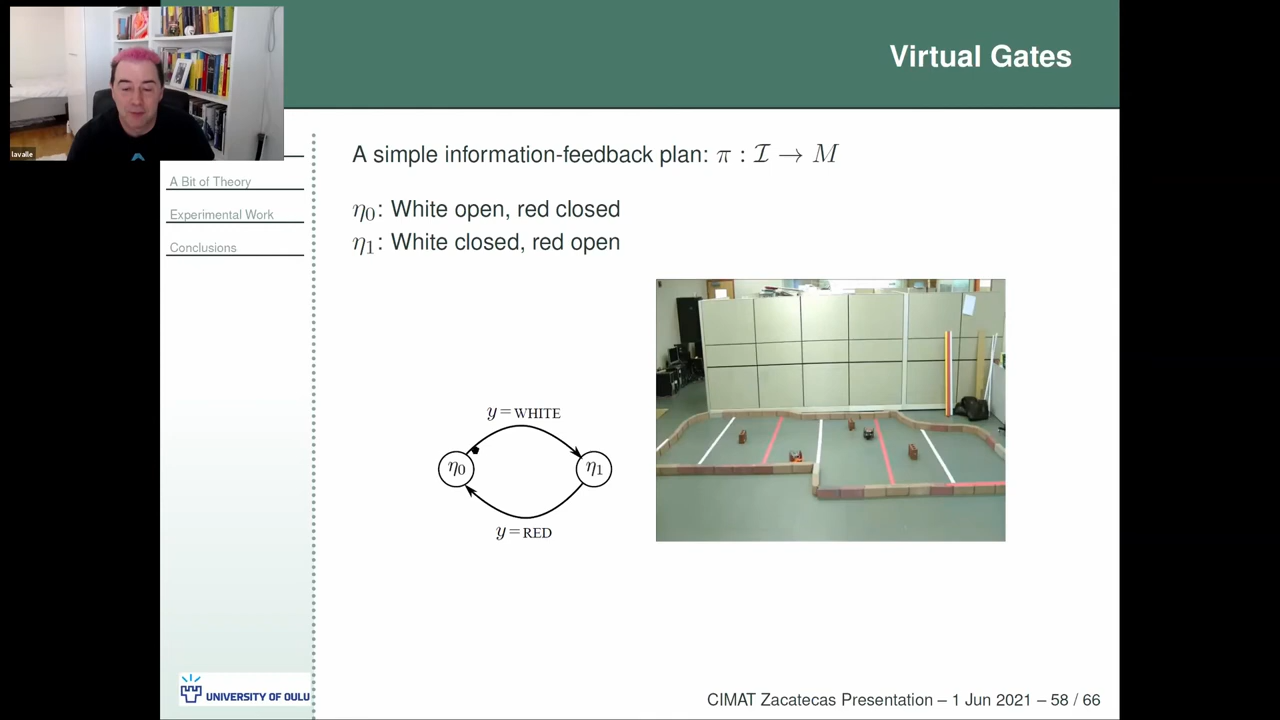 Virtual Gates
lavalle
A Bit of Theory
Experimental Work
Conclusions
A simple information-feedback plan: π : ℐ → M
η₀: White open, red closed
η₁: White closed, red open
y = WHITE
η₀
η₁
y = RED
UNIVERSITY OF OULU
CIMAT Zacatecas Presentation – 1 Jun 2021 – 58 / 66